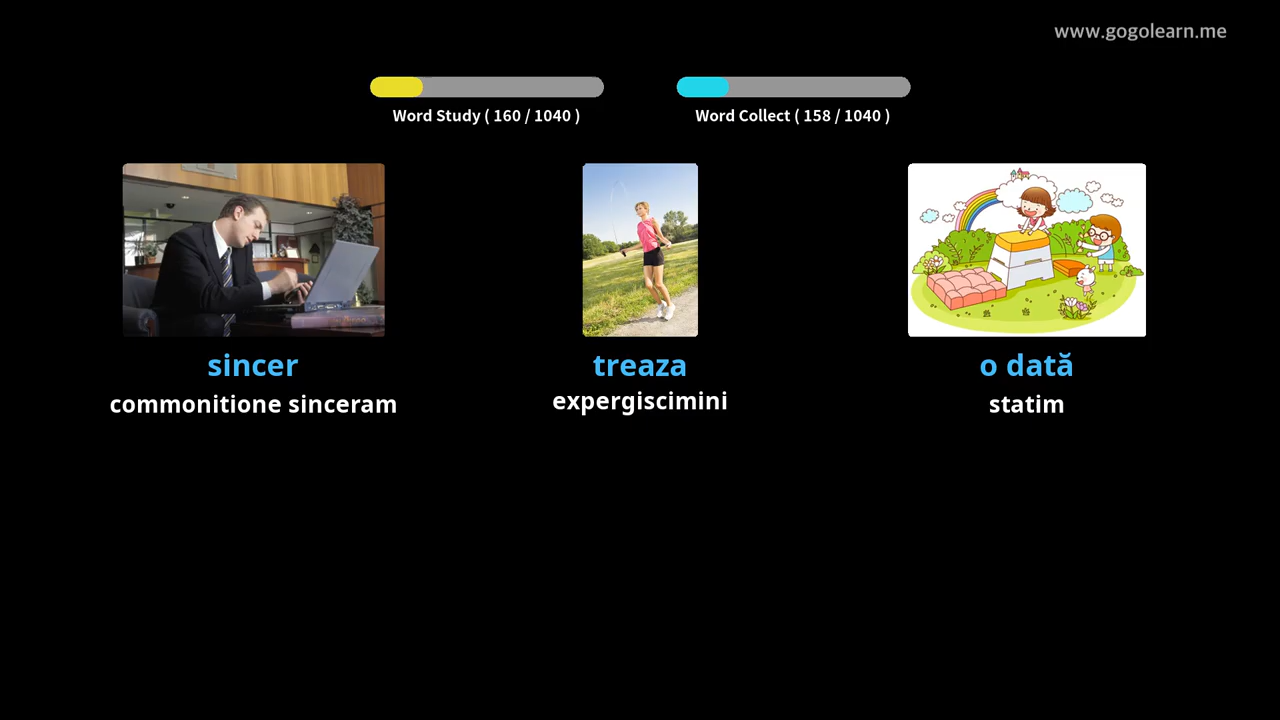 www.gogolearn.me
Word Study ( 160 / 1040 )
Word Collect ( 158 / 1040 )
sincer
commonitione sinceram
treaza
expergiscimini
o dată
statim